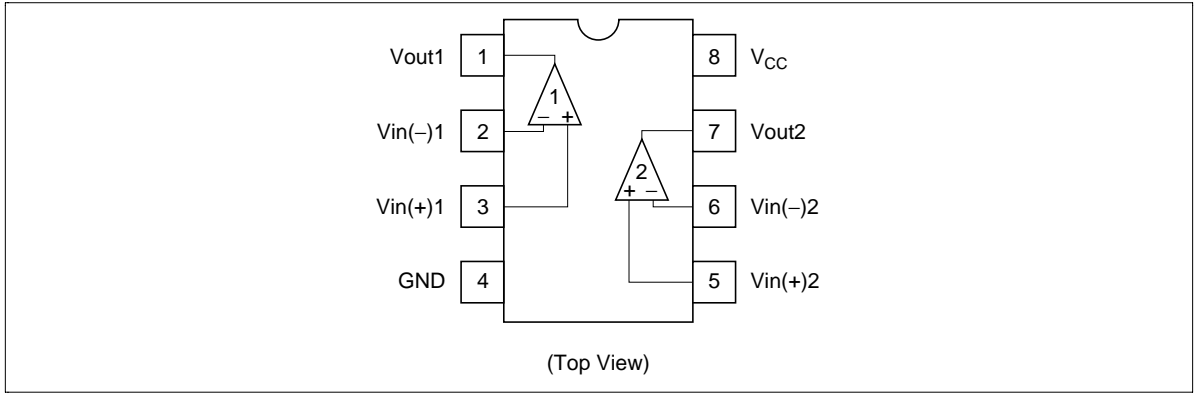 Vout1 1 8 VCC
1
− +
Vin(−)1 2 7 Vout2
2
+ −
Vin(+)1 3 6 Vin(−)2
GND 4 5 Vin(+)2
(Top View)